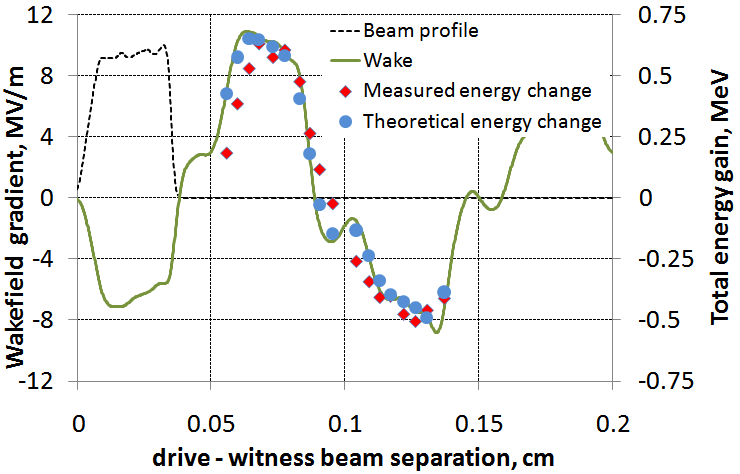 12
8
4
0
-4
-8
-12
Wakefield gradient, MV/m
0.75
0.5
0.25
0
-0.25
-0.5
-0.75
Total energy gain, MeV
Beam profile
Wake
Measured energy change
Theoretical energy change
0
0.05
0.1
0.15
0.2
drive - witness beam separation, cm